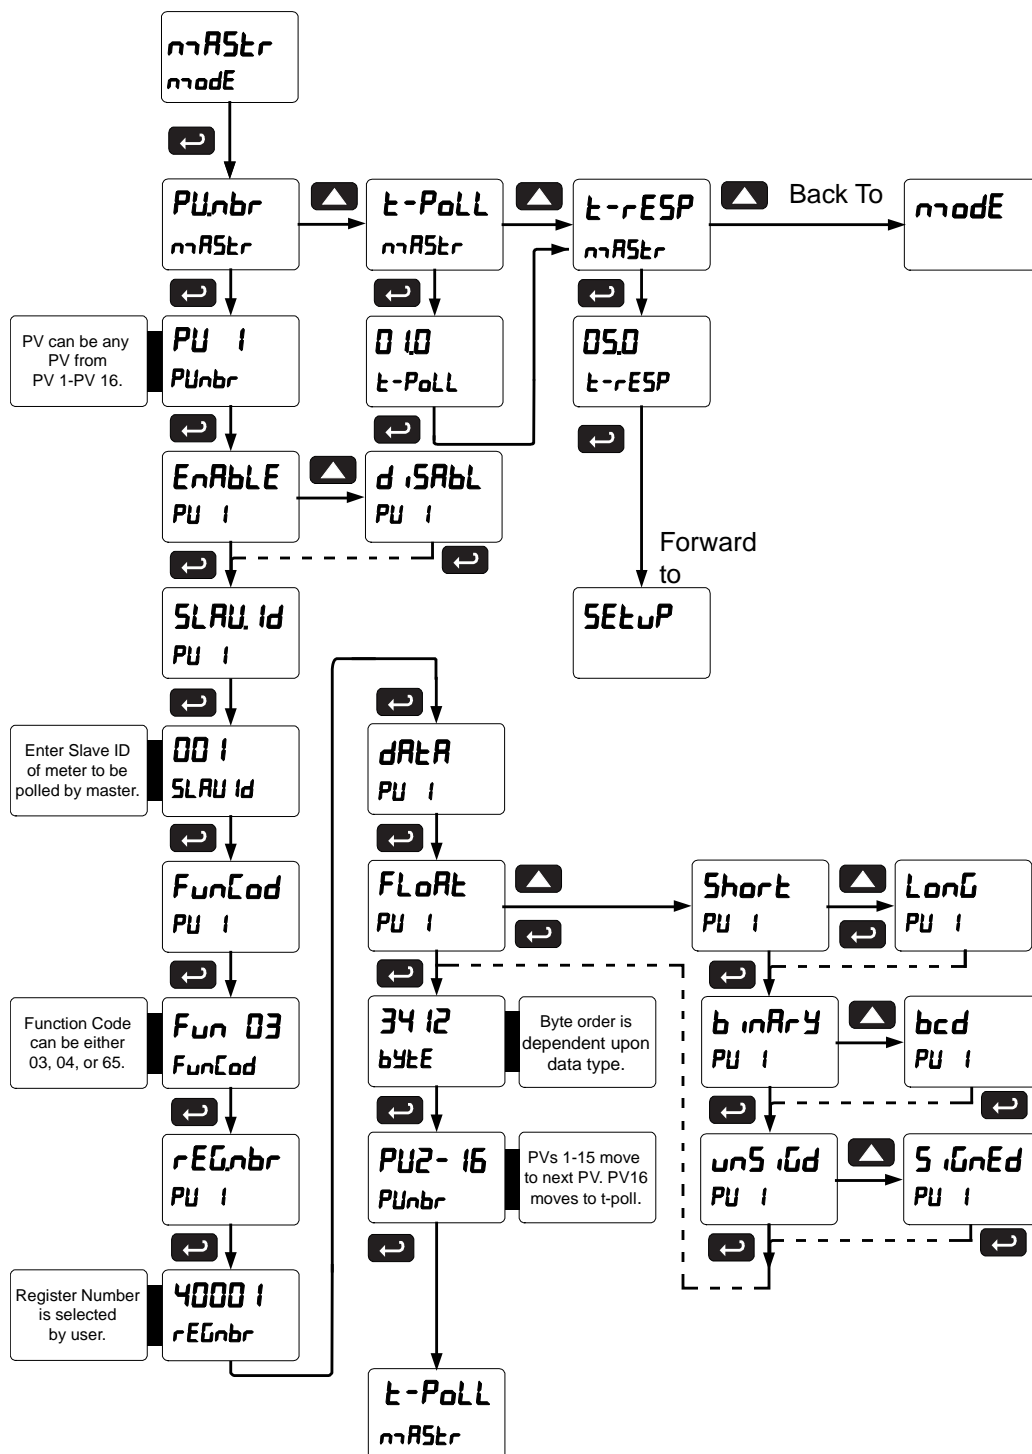 mAStr
modE
PV.nbr
mAStr
t-PoLL
mAStr
t-rESP
mAStr
Back To
modE
PV can be any
PV from
PV 1-PV 16.
PV 1
PVnbr
01.0
t-PoLL
05.0
t-rESP
EnAbLE
PV 1
diSAbL
PV 1
Forward
to
SEtuP
SLAV.Id
PV 1
Enter Slave ID
of meter to be
polled by master.
001
SLAVId
dAtA
PV 1
FunCod
PV 1
FLoAt
PV 1
Short
PV 1
LonG
PV 1
Function Code
can be either
03, 04, or 65.
Fun 03
FunCod
3412
bytE
Byte order is
dependent upon
data type.
binArY
PV 1
bcd
PV 1
rEG.nbr
PV 1
PV2-16
PVnbr
PVs 1-15 move
to next PV. PV16
moves to t-poll.
unSiGd
PV 1
SiGnEd
PV 1
Register Number
is selected
by user.
40001
rEGnbr
t-PoLL
mAStr